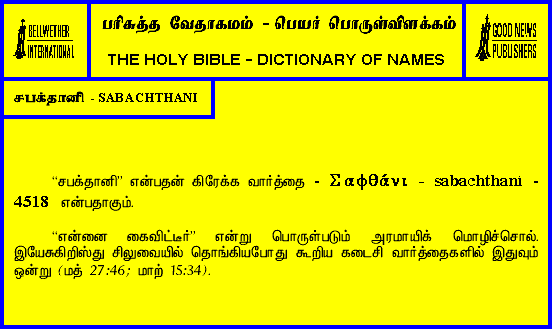 BELLWETHER
INTERNATIONAL
பரிசுத்த வேதாகமம் - பெயர் பொருள்விளக்கம்
THE HOLY BIBLE - DICTIONARY OF NAMES
GOOD NEWS
PUBLISHERS
சபக்தானி - SABACHTHANI
“சபக்தானி” என்பதன் கிரேக்க வார்த்தை - Σαφθάνι - sabachthani -
4518 என்பதாகும்.
“என்னை கைவிட்டீர்” என்று பொருள்படும் அரமாயிக் மொழிச்சொல்.
இயேசுகிறிஸ்து சிலுவையில் தொங்கியபோது கூறிய கடைசி வார்த்தைகளில் இதுவும்
ஒன்று (மத் 27:46; மாற் 15:34).